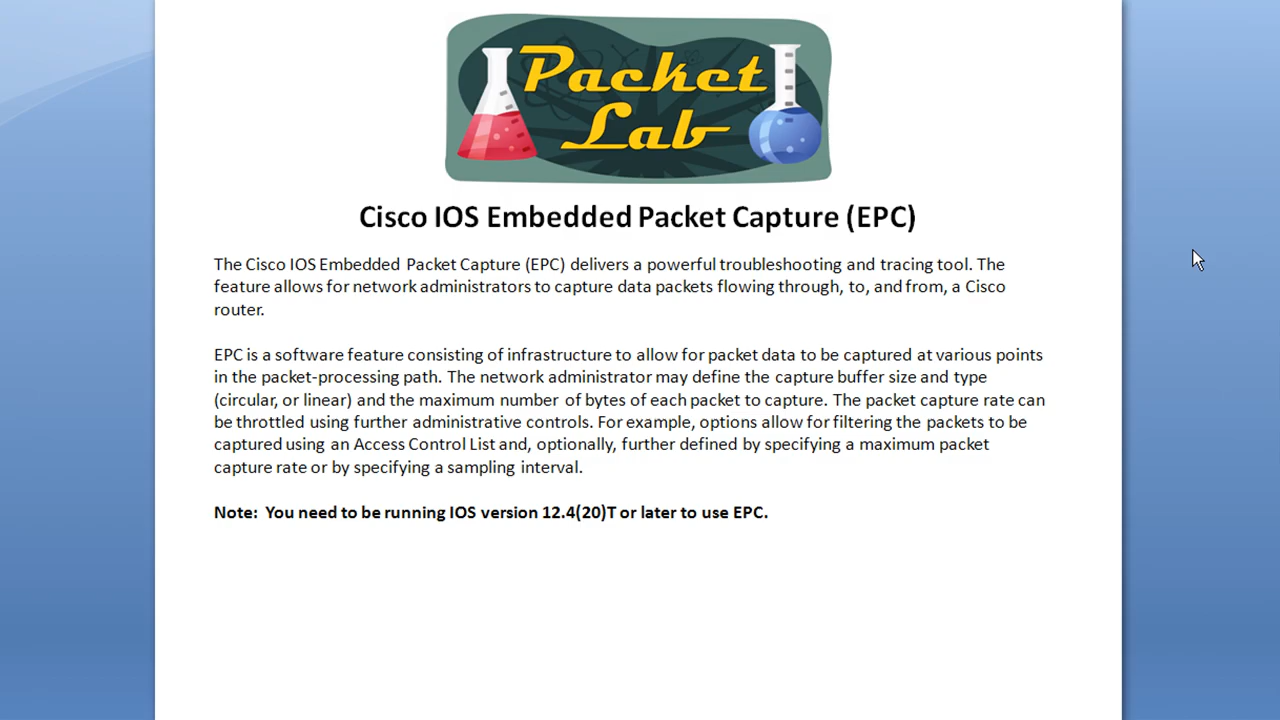 Packet
Lab
Cisco IOS Embedded Packet Capture (EPC)
The Cisco IOS Embedded Packet Capture (EPC) delivers a powerful troubleshooting and tracing tool. The
feature allows for network administrators to capture data packets flowing through, to, and from, a Cisco
router.
EPC is a software feature consisting of infrastructure to allow for packet data to be captured at various points
in the packet-processing path. The network administrator may define the capture buffer size and type
(circular, or linear) and the maximum number of bytes of each packet to capture. The packet capture rate can
be throttled using further administrative controls. For example, options allow for filtering the packets to be
captured using an Access Control List and, optionally, further defined by specifying a maximum packet
capture rate or by specifying a sampling interval.
Note:  You need to be running IOS version 12.4(20)T or later to use EPC.